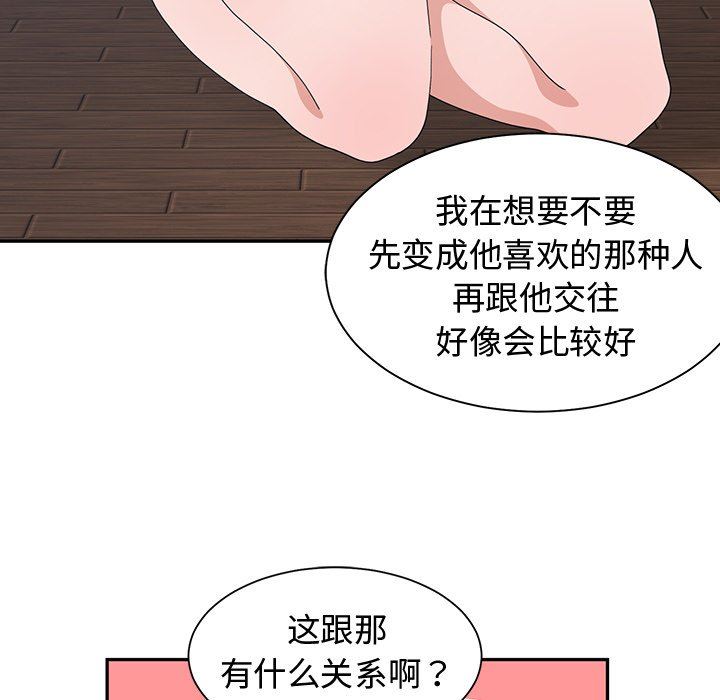 我在想要不要
先变成他喜欢的那种人
再跟他交往
好像会比较好
这跟那
有什么关系啊？